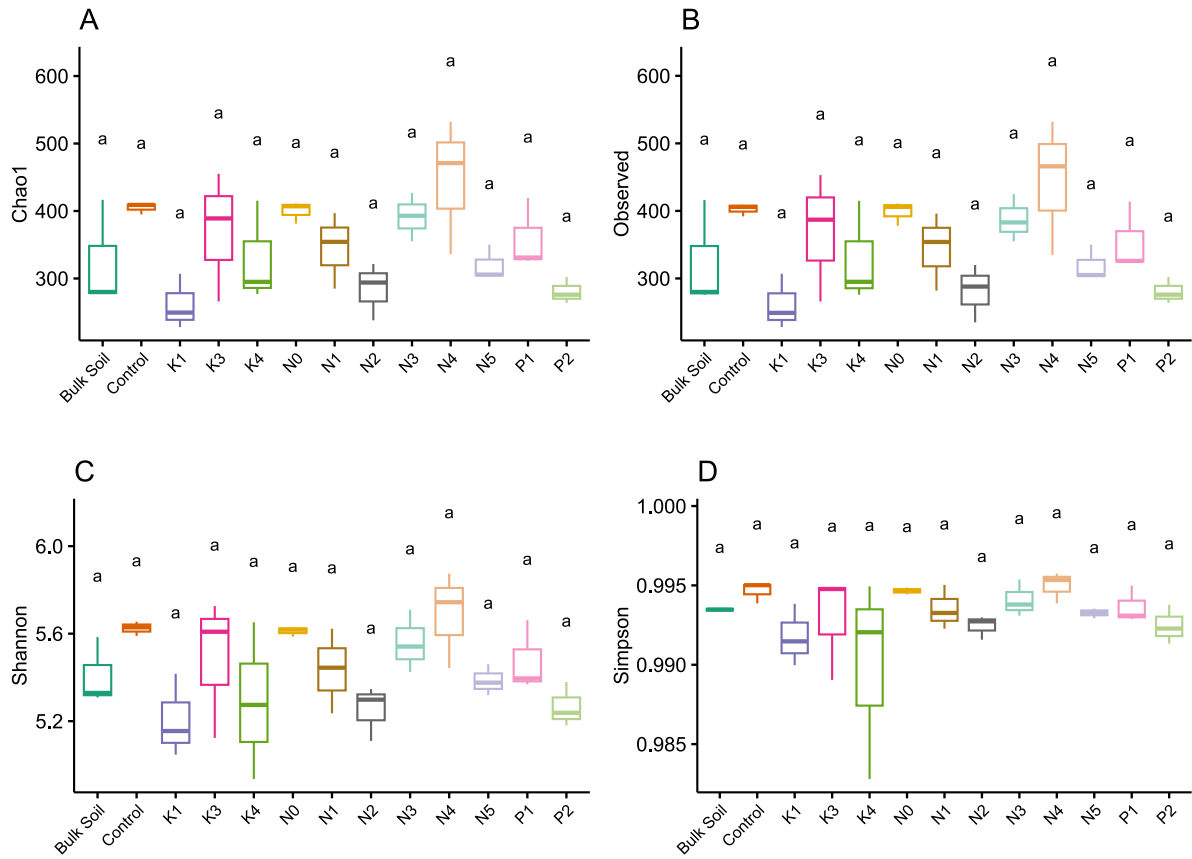 A
Chao1
600
500
400
300
a a a a a a a a a a a a a
Bulk Soil Control K1 K3 K4 N0 N1 N2 N3 N4 N5 P1 P2
B
Observed
600
500
400
300
a a a a a a a a a a a a a
Bulk Soil Control K1 K3 K4 N0 N1 N2 N3 N4 N5 P1 P2
C
Shannon
6.0
5.6
5.2
a a a a a a a a a a a a a
Bulk Soil Control K1 K3 K4 N0 N1 N2 N3 N4 N5 P1 P2
D
Simpson
1.000
0.995
0.990
0.985
a a a a a a a a a a a a a
Bulk Soil Control K1 K3 K4 N0 N1 N2 N3 N4 N5 P1 P2